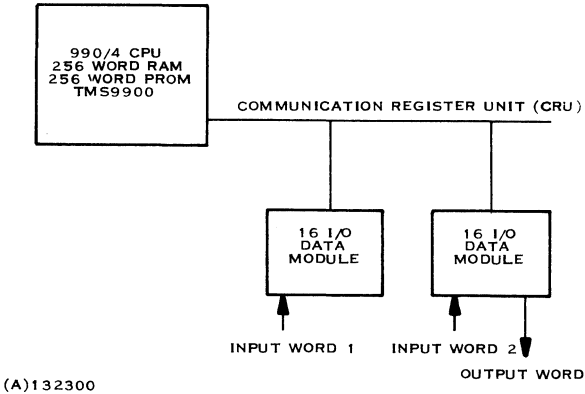 990/4 CPU
256 WORD RAM
256 WORD PROM
TMS9900
COMMUNICATION REGISTER UNIT (CRU)
16 I/O
DATA
MODULE
16 I/O
DATA
MODULE
INPUT WORD 1
INPUT WORD 2
OUTPUT WORD
(A)132300